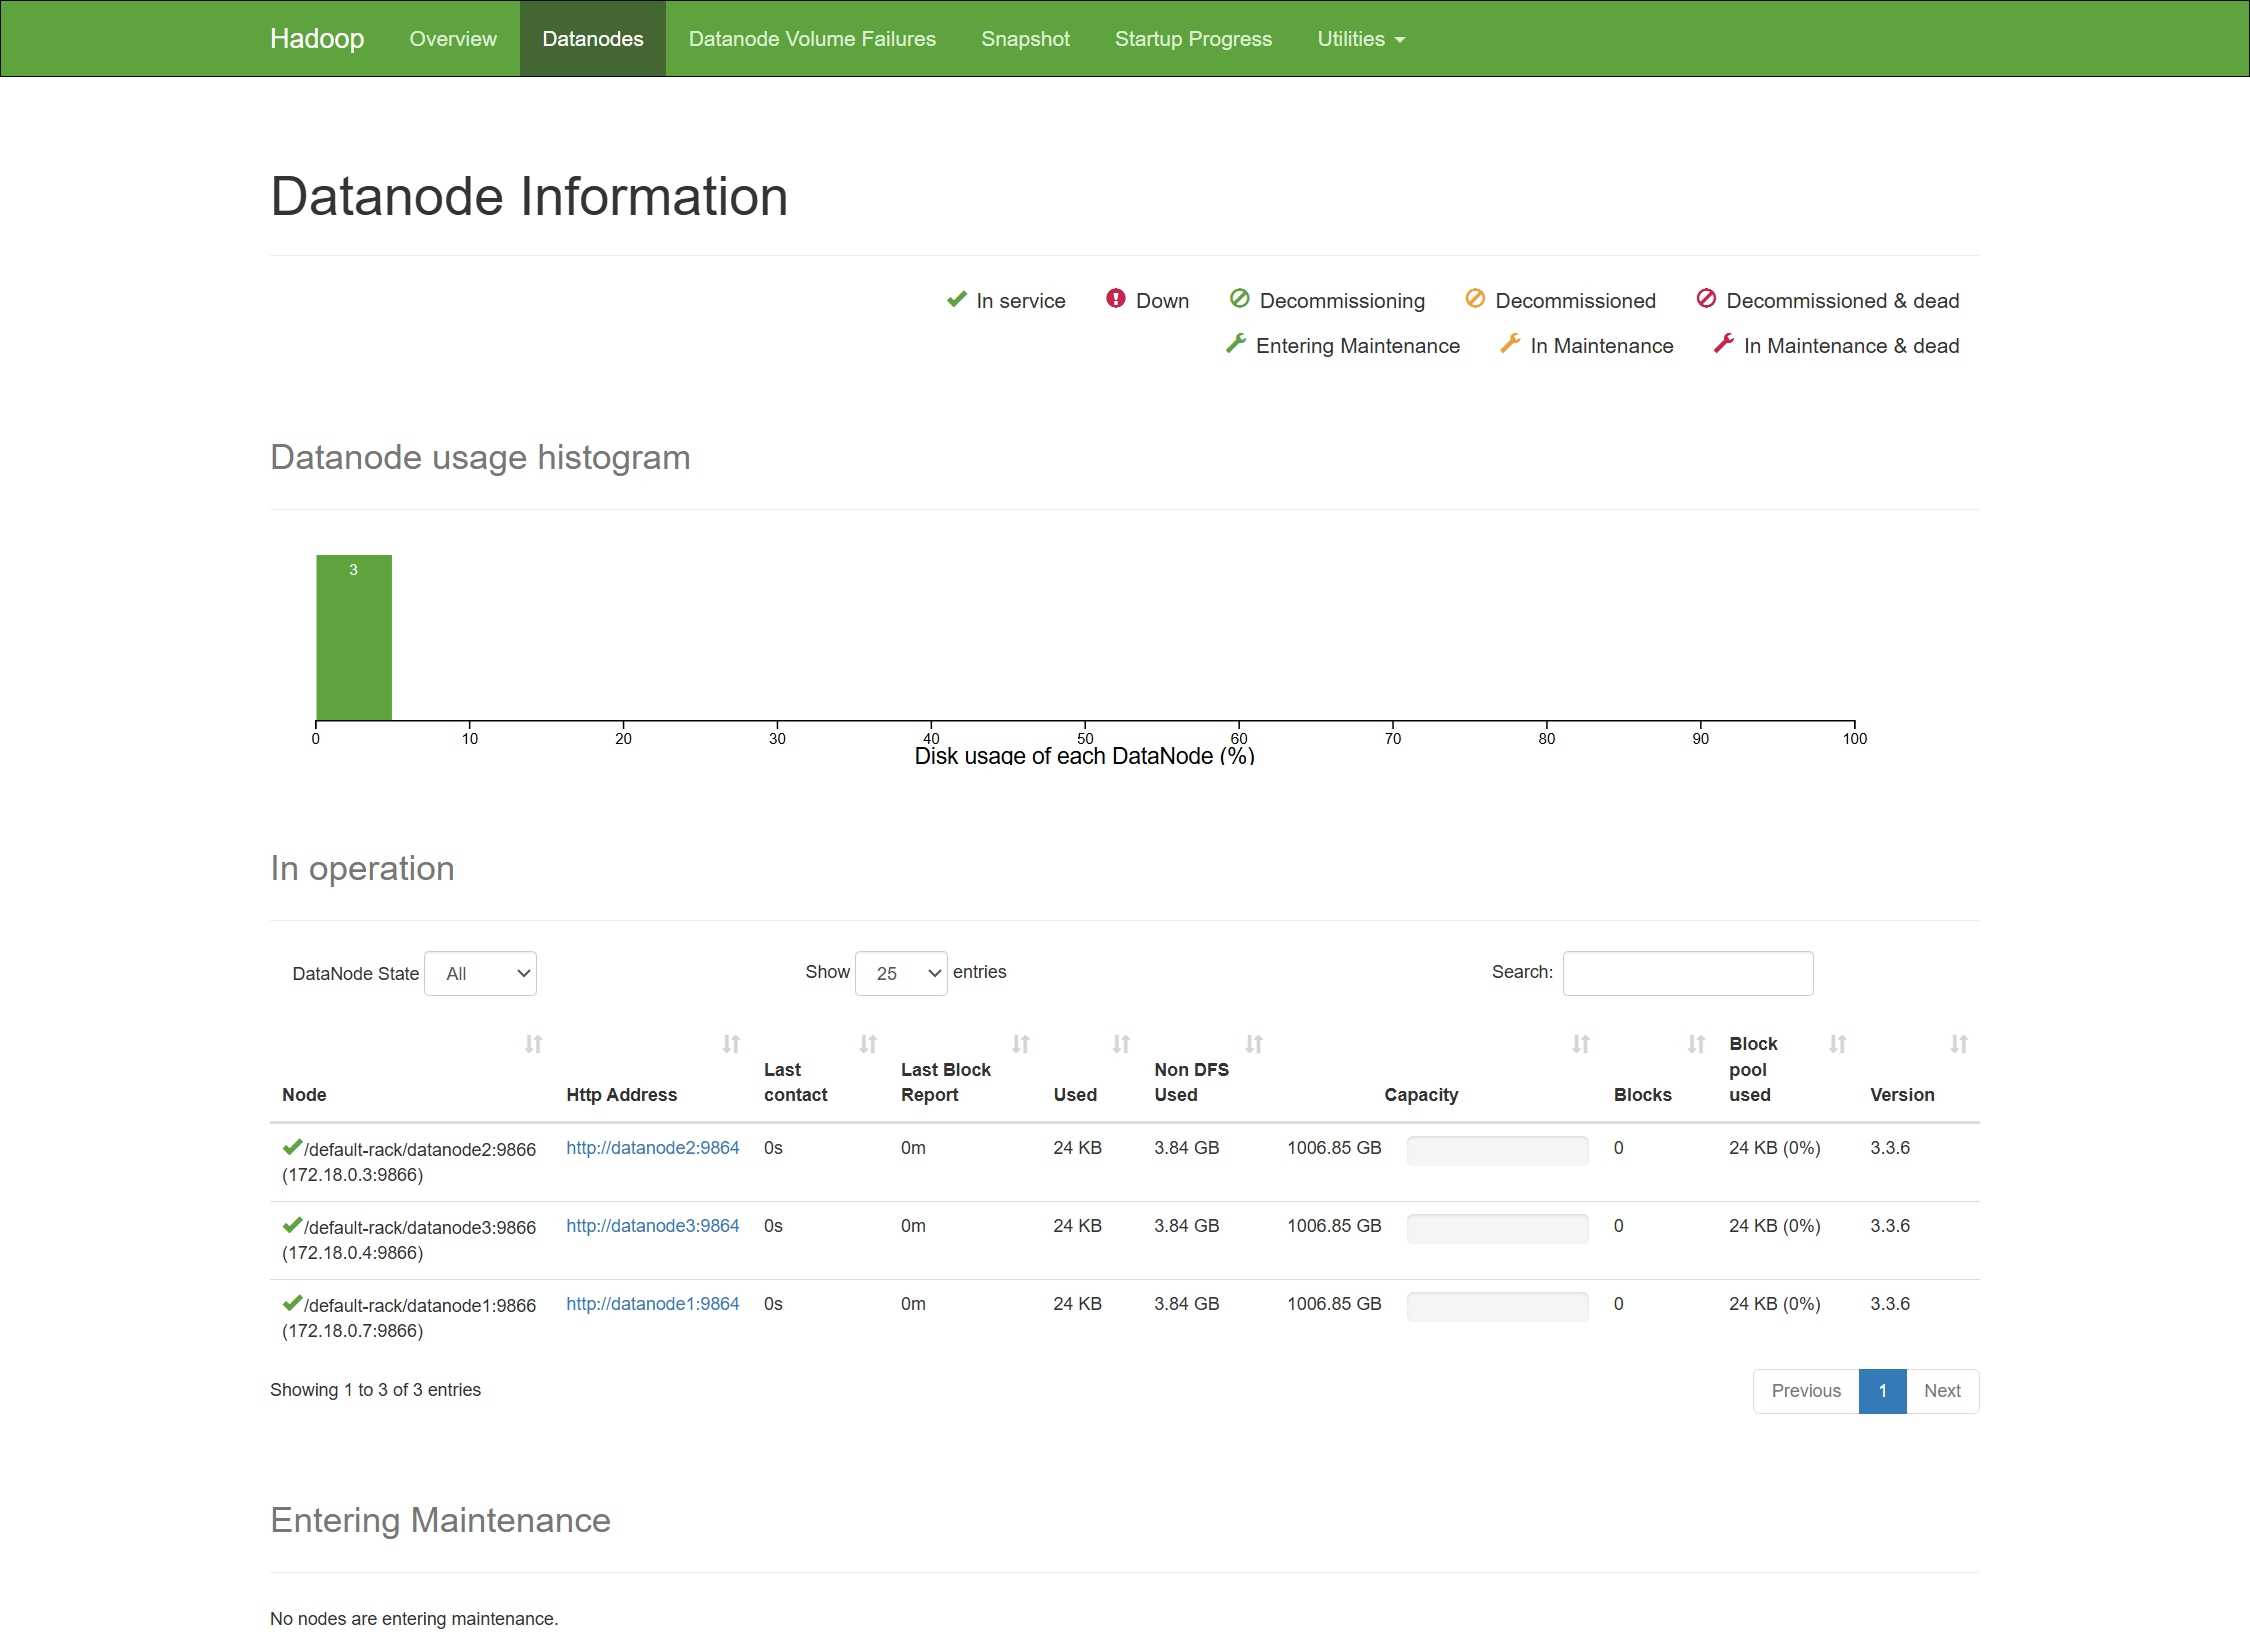 Hadoop Overview Datanodes Datanode Volume Failures Snapshot Startup Progress Utilities
Datanode Information
In service Down Decommissioning Decommissioned Decommissioned & dead
Entering Maintenance In Maintenance In Maintenance & dead
Datanode usage histogram
3
0 10 20 30 40 50 60 70 80 90 100
Disk usage of each DataNode (%)
In operation
DataNode State All Show 25 entries Search:
Node Http Address Last contact Last Block Report Used Non DFS Used Capacity Blocks Block pool used Version
/default-rack/datanode2:9866 http://datanode2:9864 0s 0m 24 KB 3.84 GB 1006.85 GB 0 24 KB (0%) 3.3.6
(172.18.0.3:9866)
/default-rack/datanode3:9866 http://datanode3:9864 0s 0m 24 KB 3.84 GB 1006.85 GB 0 24 KB (0%) 3.3.6
(172.18.0.4:9866)
/default-rack/datanode1:9866 http://datanode1:9864 0s 0m 24 KB 3.84 GB 1006.85 GB 0 24 KB (0%) 3.3.6
(172.18.0.7:9866)
Showing 1 to 3 of 3 entries Previous 1 Next
Entering Maintenance
No nodes are entering maintenance.